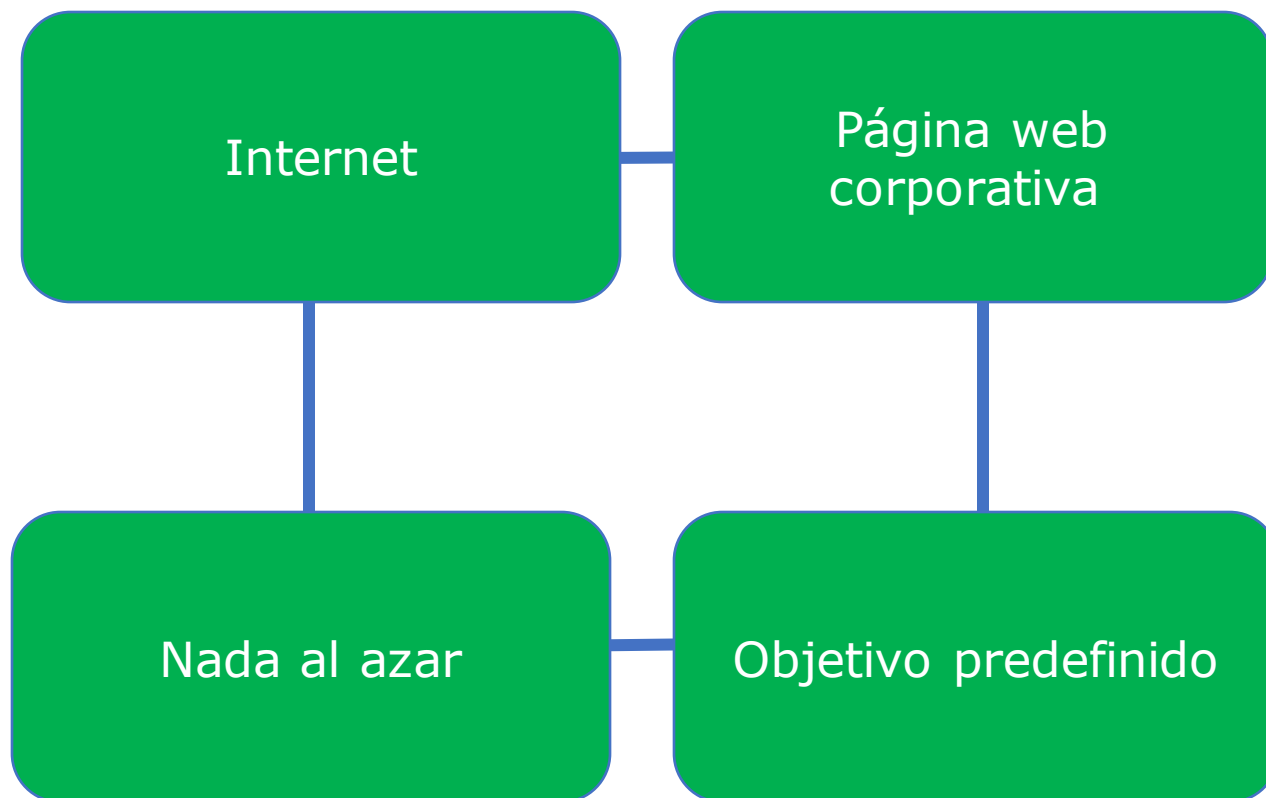 Internet
Página web
corporativa
Nada al azar
Objetivo predefinido